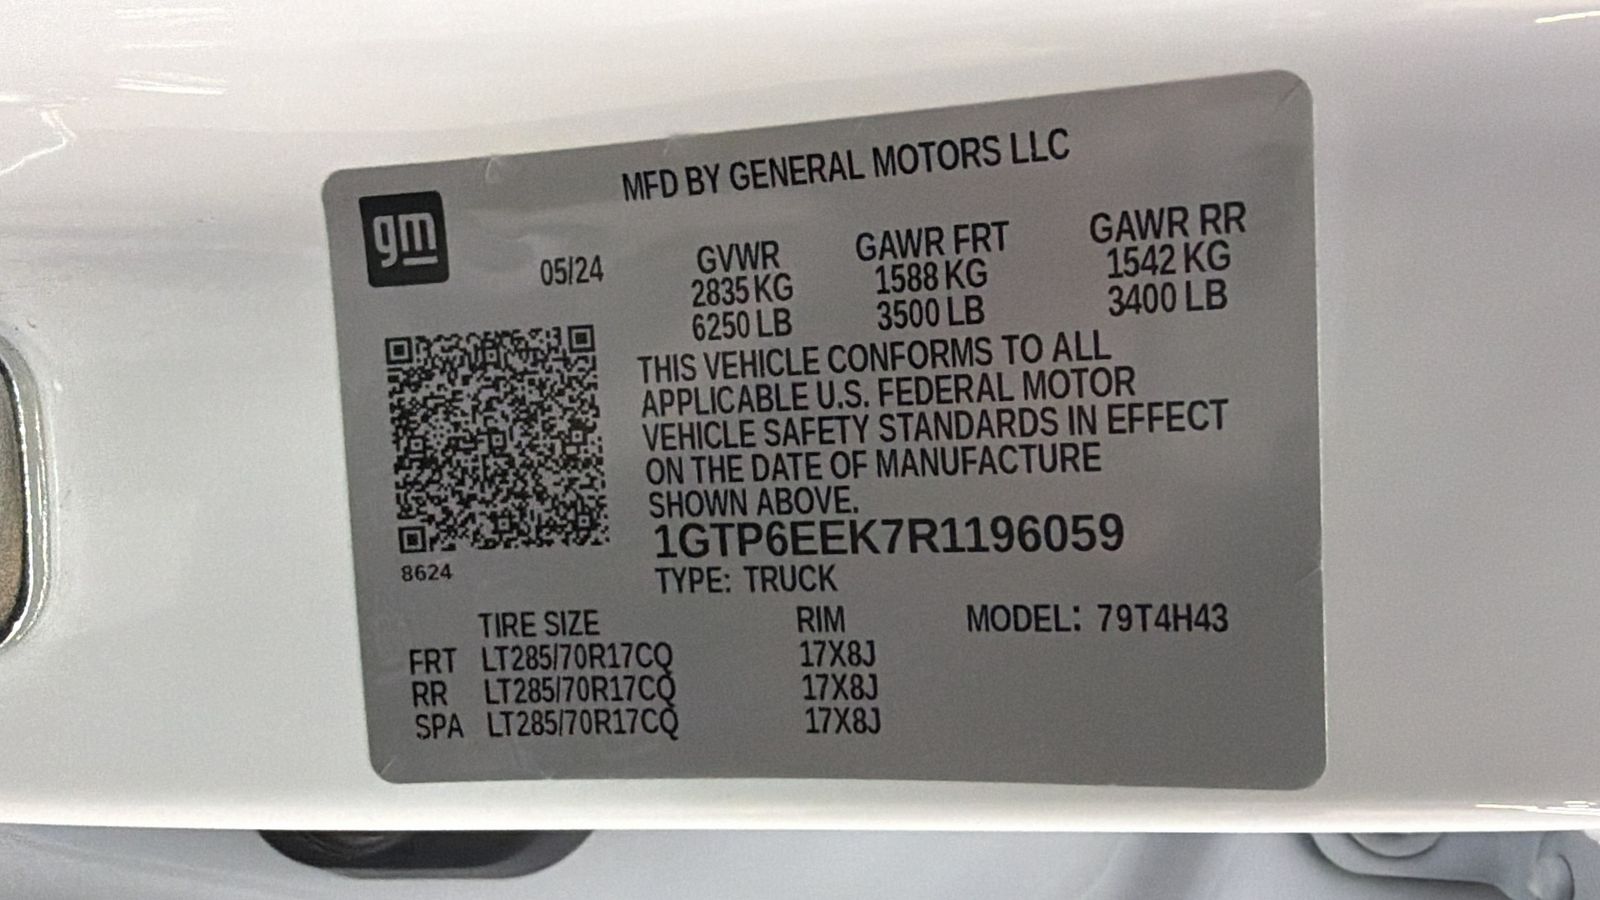 MFD BY GENERAL MOTORS LLC
gm
05/24
GVWR GAWR FRT GAWR RR
2835 KG 1588 KG 1542 KG
6250 LB 3500 LB 3400 LB
THIS VEHICLE CONFORMS TO ALL
APPLICABLE U.S. FEDERAL MOTOR
VEHICLE SAFETY STANDARDS IN EFFECT
ON THE DATE OF MANUFACTURE
SHOWN ABOVE.
1GTP6EEK7R1196059
8624
TYPE: TRUCK
TIRE SIZE RIM MODEL: 79T4H43
FRT LT285/70R17CQ 17X8J
RR LT285/70R17CQ 17X8J
SPA LT285/70R17CQ 17X8J